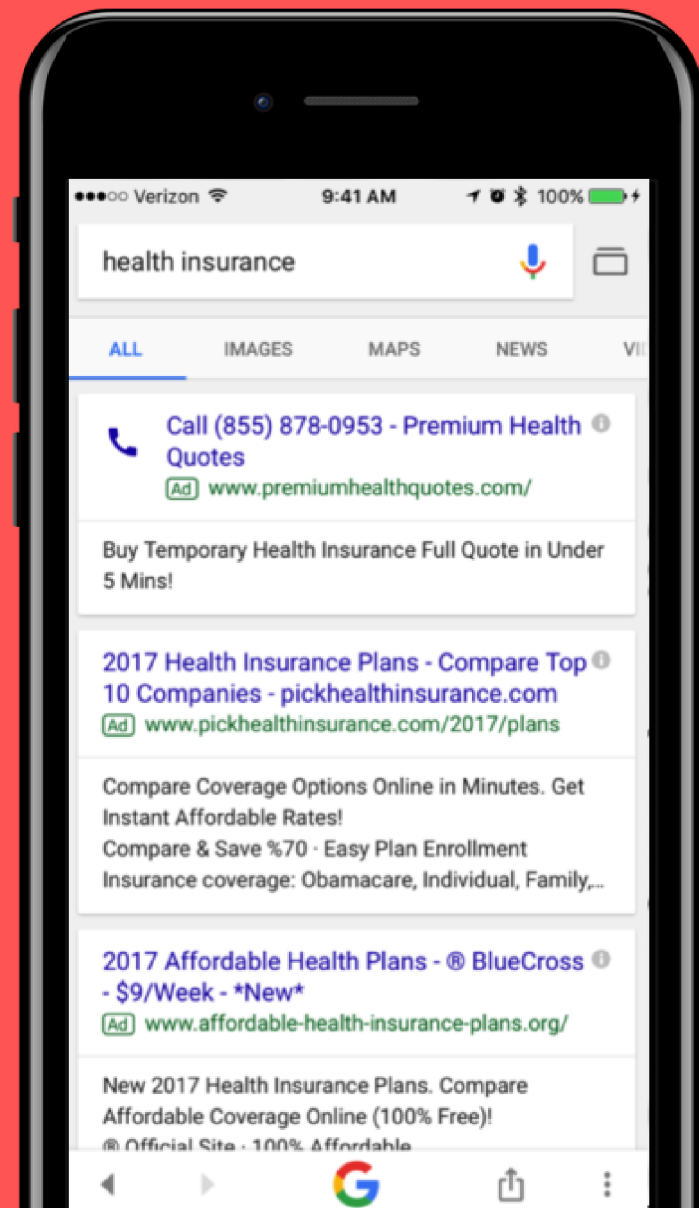 Verizon 9:41 AM 100%
health insurance
ALL IMAGES MAPS NEWS VI
Call (855) 878-0953 - Premium Health
Quotes
Ad www.premiumhealthquotes.com/
Buy Temporary Health Insurance Full Quote in Under
5 Mins!
2017 Health Insurance Plans - Compare Top
10 Companies - pickhealthinsurance.com
Ad www.pickhealthinsurance.com/2017/plans
Compare Coverage Options Online in Minutes. Get
Instant Affordable Rates!
Compare & Save %70 · Easy Plan Enrollment
Insurance coverage: Obamacare, Individual, Family,...
2017 Affordable Health Plans - ® BlueCross
- $9/Week - *New*
Ad www.affordable-health-insurance-plans.org/
New 2017 Health Insurance Plans. Compare
Affordable Coverage Online (100% Free)!
® Official Site · 100% Affordable
G